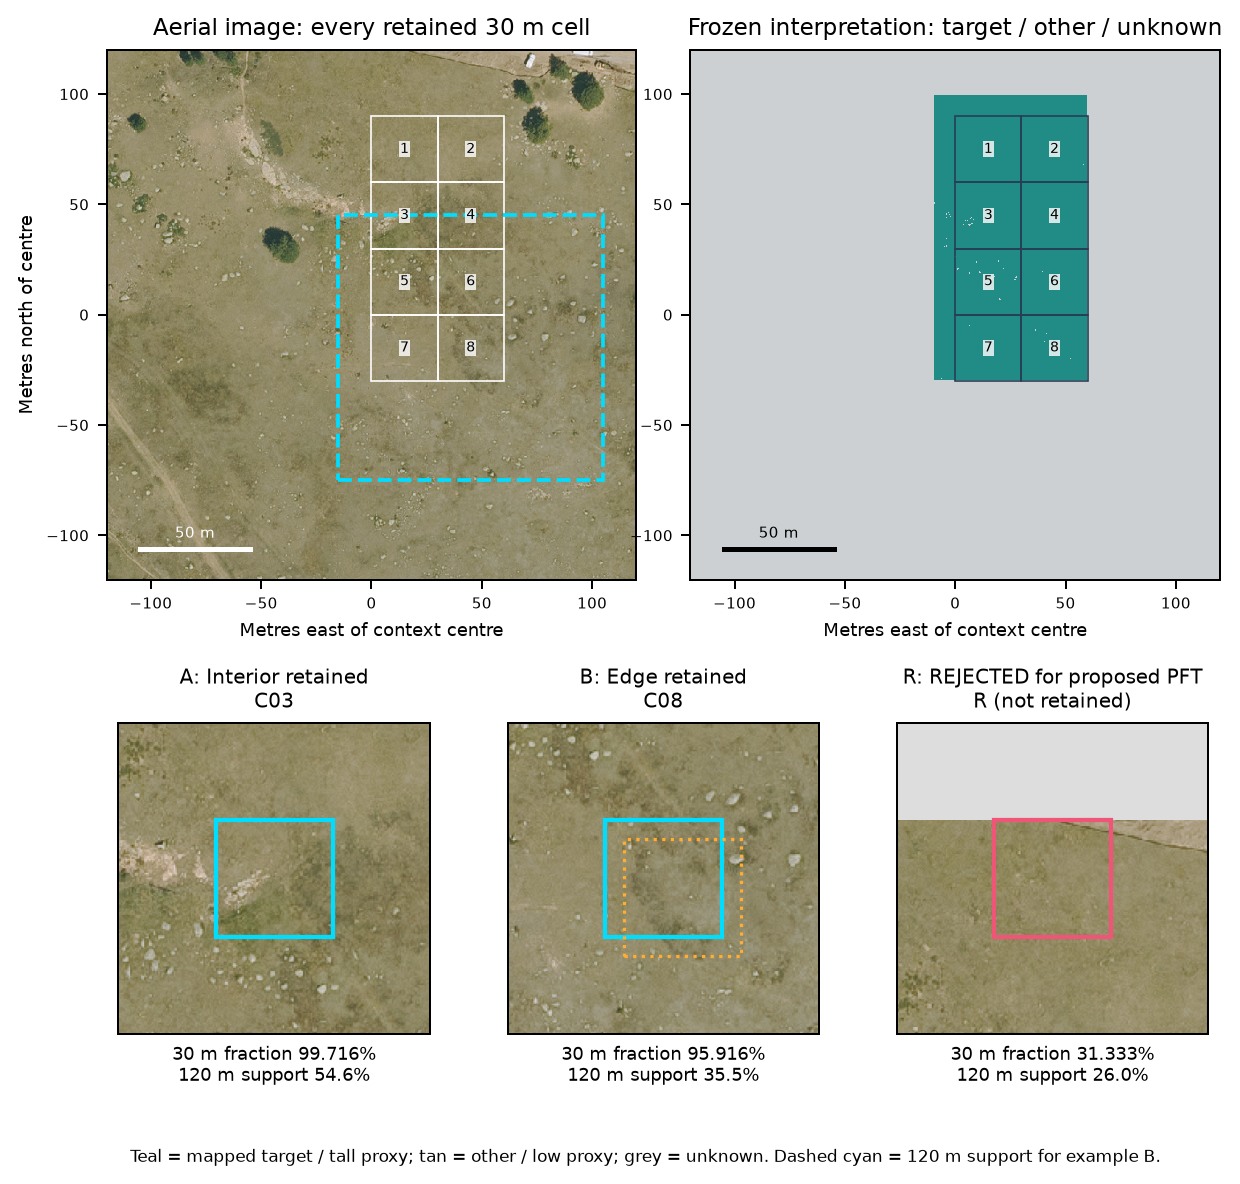 Aerial image: every retained 30 m cell
Frozen interpretation: target / other / unknown
100
50
0
−50
−100
Metres north of centre
1
2
3
4
5
6
7
8
50 m
−100
−50
0
50
100
Metres east of context centre
100
50
0
−50
−100
1
2
3
4
5
6
7
8
50 m
−100
−50
0
50
100
Metres east of context centre
A: Interior retained
C03
30 m fraction 99.716%
120 m support 54.6%
B: Edge retained
C08
30 m fraction 95.916%
120 m support 35.5%
R: REJECTED for proposed PFT
R (not retained)
30 m fraction 31.333%
120 m support 26.0%
Teal = mapped target / tall proxy; tan = other / low proxy; grey = unknown. Dashed cyan = 120 m support for example B.